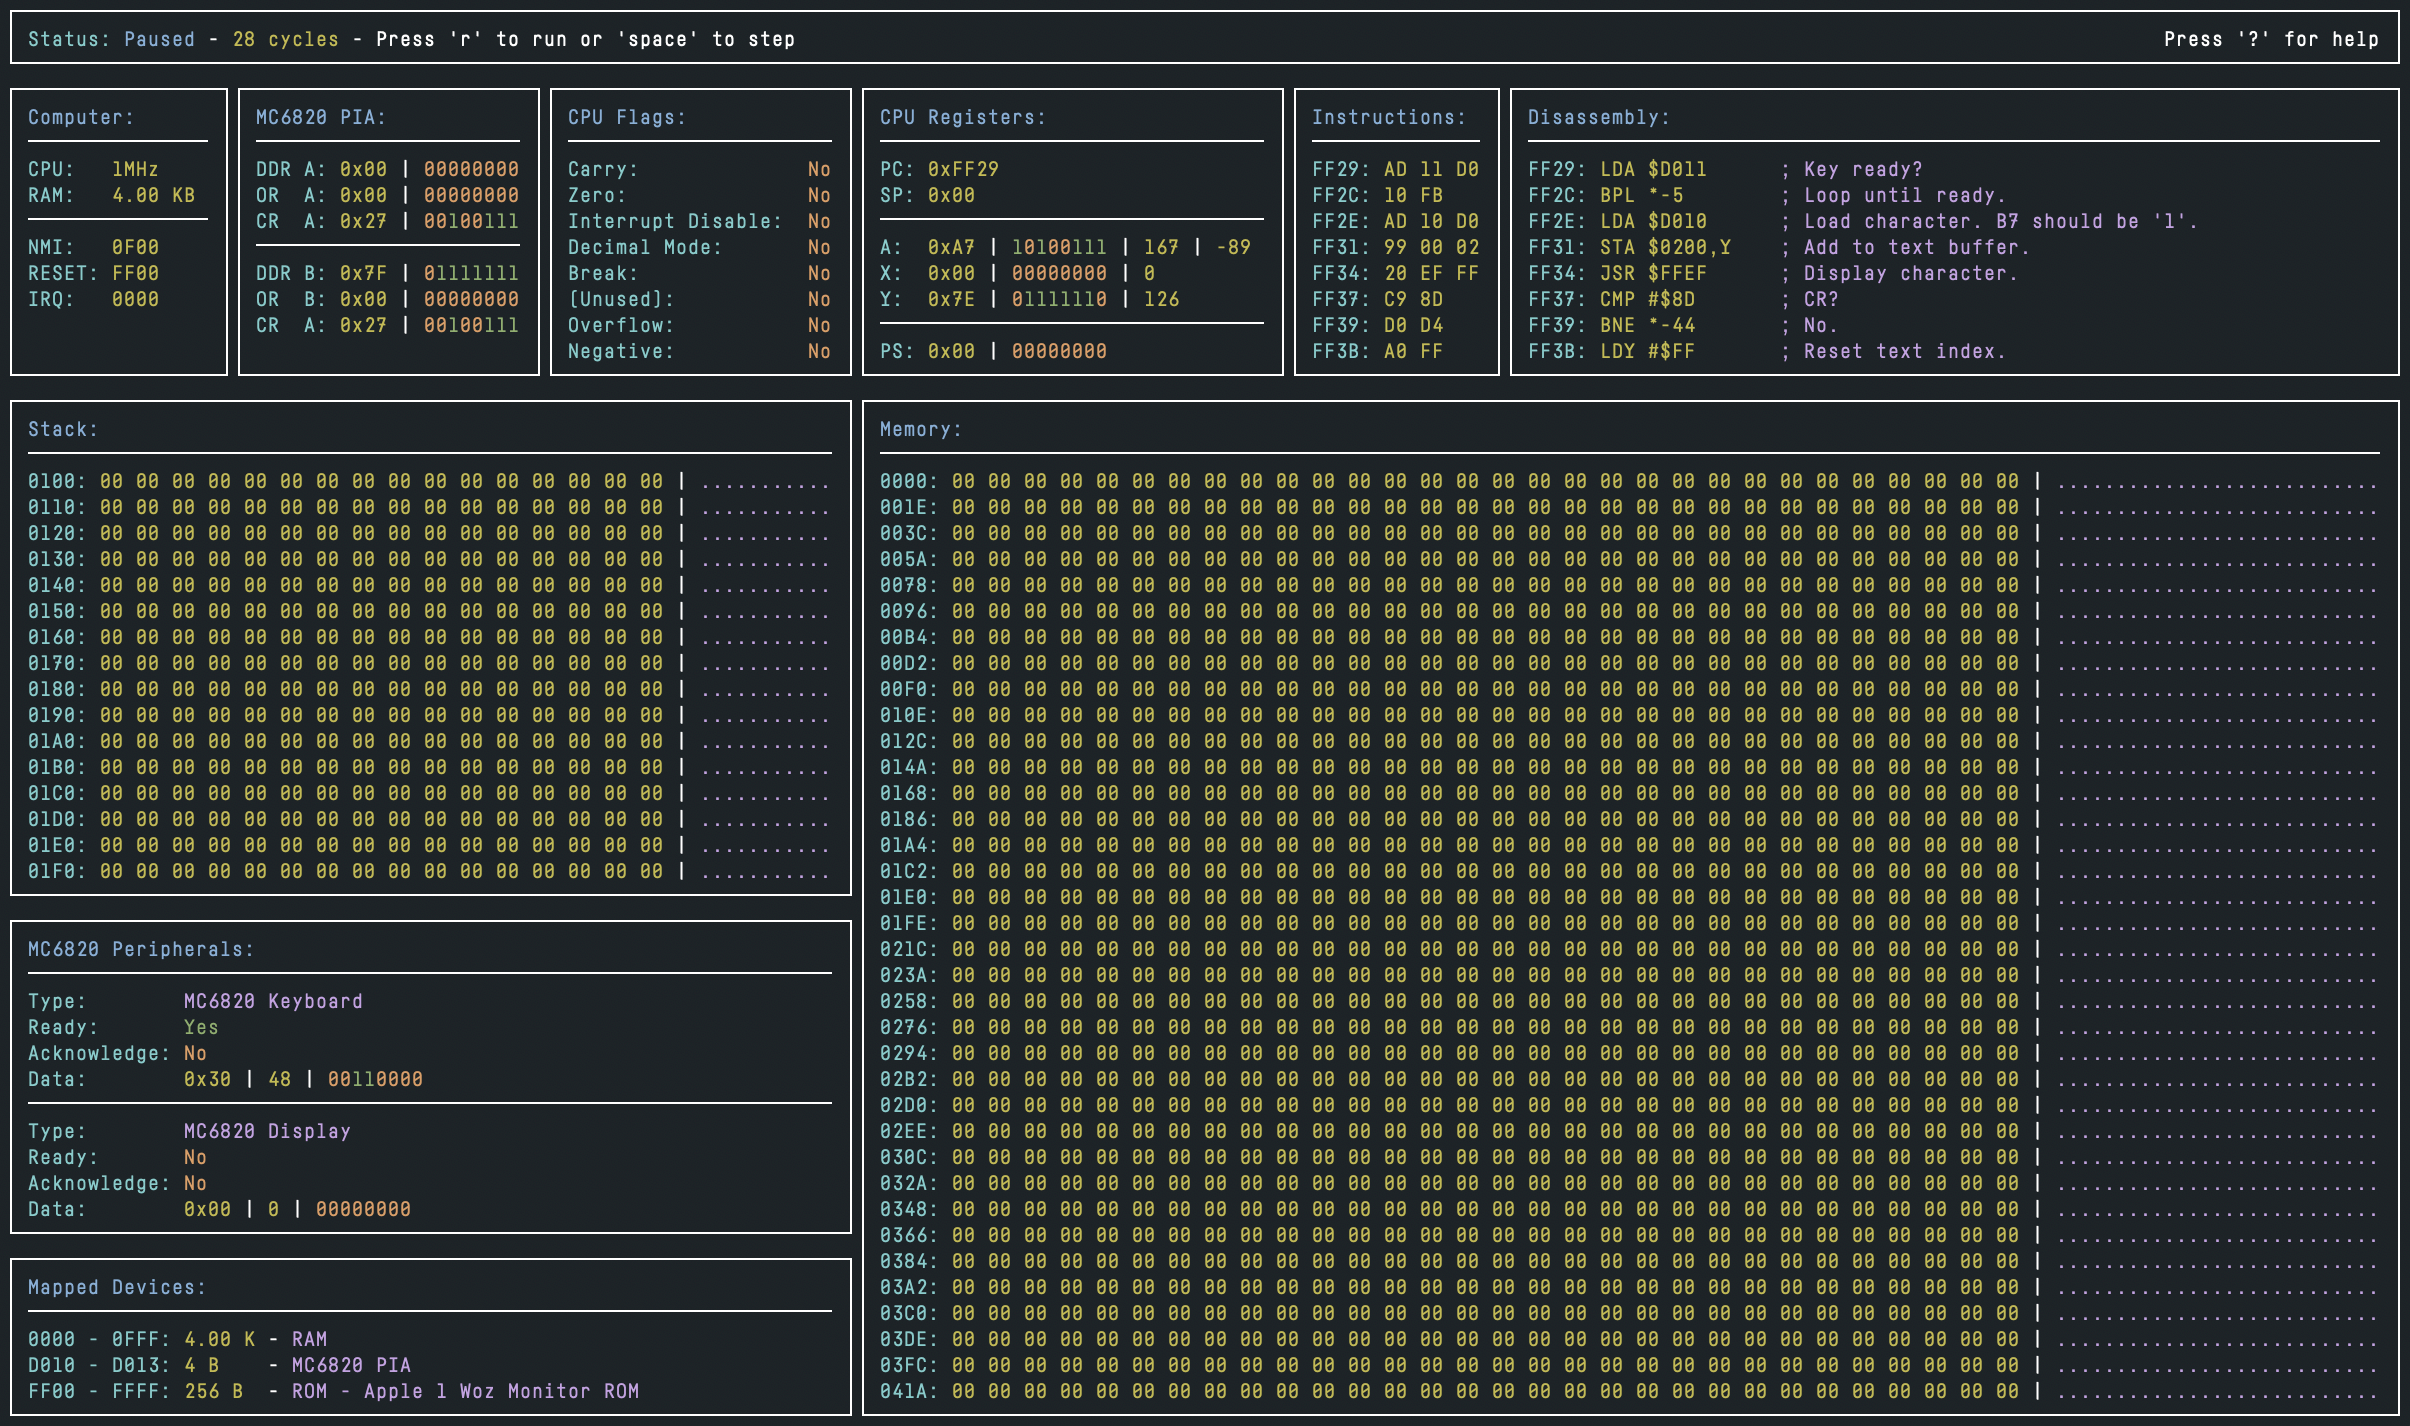 Status: Paused - 28 cycles - Press 'r' to run or 'space' to step
Press '?' for help
Computer:
CPU: 1MHz
RAM: 4.00 KB
NMI: 0F00
RESET: FF00
IRQ: 0000
MC6820 PIA:
DDR A: 0x00 | 00000000
OR A: 0x00 | 00000000
CR A: 0x27 | 00100111
DDR B: 0x7F | 01111111
OR B: 0x00 | 00000000
CR A: 0x27 | 00100111
CPU Flags:
Carry: No
Zero: No
Interrupt Disable: No
Decimal Mode: No
Break: No
(Unused): No
Overflow: No
Negative: No
CPU Registers:
PC: 0xFF29
SP: 0x00
A: 0xA7 | 10100111 | 167 | -89
X: 0x00 | 00000000 | 0
Y: 0x7E | 01111110 | 126
PS: 0x00 | 00000000
Instructions:
FF29: AD 11 D0
FF2C: 10 FB
FF2E: AD 10 D0
FF31: 99 00 02
FF34: 20 EF FF
FF37: C9 8D
FF39: D0 D4
FF3B: A0 FF
Disassembly:
FF29: LDA $D011 ; Key ready?
FF2C: BPL *-5 ; Loop until ready.
FF2E: LDA $D010 ; Load character. B7 should be '1'.
FF31: STA $0200,Y ; Add to text buffer.
FF34: JSR $FFEF ; Display character.
FF37: CMP #$8D ; CR?
FF39: BNE *-44 ; No.
FF3B: LDY #$FF ; Reset text index.
Stack:
0100: 00 00 00 00 00 00 00 00 00 00 00 00 00 00 00 00 | ...........
0110: 00 00 00 00 00 00 00 00 00 00 00 00 00 00 00 00 | ...........
0120: 00 00 00 00 00 00 00 00 00 00 00 00 00 00 00 00 | ...........
0130: 00 00 00 00 00 00 00 00 00 00 00 00 00 00 00 00 | ...........
0140: 00 00 00 00 00 00 00 00 00 00 00 00 00 00 00 00 | ...........
0150: 00 00 00 00 00 00 00 00 00 00 00 00 00 00 00 00 | ...........
0160: 00 00 00 00 00 00 00 00 00 00 00 00 00 00 00 00 | ...........
0170: 00 00 00 00 00 00 00 00 00 00 00 00 00 00 00 00 | ...........
0180: 00 00 00 00 00 00 00 00 00 00 00 00 00 00 00 00 | ...........
0190: 00 00 00 00 00 00 00 00 00 00 00 00 00 00 00 00 | ...........
01A0: 00 00 00 00 00 00 00 00 00 00 00 00 00 00 00 00 | ...........
01B0: 00 00 00 00 00 00 00 00 00 00 00 00 00 00 00 00 | ...........
01C0: 00 00 00 00 00 00 00 00 00 00 00 00 00 00 00 00 | ...........
01D0: 00 00 00 00 00 00 00 00 00 00 00 00 00 00 00 00 | ...........
01E0: 00 00 00 00 00 00 00 00 00 00 00 00 00 00 00 00 | ...........
01F0: 00 00 00 00 00 00 00 00 00 00 00 00 00 00 00 00 | ...........
MC6820 Peripherals:
Type: MC6820 Keyboard
Ready: Yes
Acknowledge: No
Data: 0x30 | 48 | 00110000
Type: MC6820 Display
Ready: No
Acknowledge: No
Data: 0x00 | 0 | 00000000
Mapped Devices:
0000 - 0FFF: 4.00 K - RAM
D010 - D013: 4 B - MC6820 PIA
FF00 - FFFF: 256 B - ROM - Apple 1 Woz Monitor ROM
Memory:
0000: 00 00 00 00 00 00 00 00 00 00 00 00 00 00 00 00 00 00 00 00 00 00 00 00 00 00 00 00 00 00 | ...........................
001E: 00 00 00 00 00 00 00 00 00 00 00 00 00 00 00 00 00 00 00 00 00 00 00 00 00 00 00 00 00 00 | ...........................
003C: 00 00 00 00 00 00 00 00 00 00 00 00 00 00 00 00 00 00 00 00 00 00 00 00 00 00 00 00 00 00 | ...........................
005A: 00 00 00 00 00 00 00 00 00 00 00 00 00 00 00 00 00 00 00 00 00 00 00 00 00 00 00 00 00 00 | ...........................
0078: 00 00 00 00 00 00 00 00 00 00 00 00 00 00 00 00 00 00 00 00 00 00 00 00 00 00 00 00 00 00 | ...........................
0096: 00 00 00 00 00 00 00 00 00 00 00 00 00 00 00 00 00 00 00 00 00 00 00 00 00 00 00 00 00 00 | ...........................
00B4: 00 00 00 00 00 00 00 00 00 00 00 00 00 00 00 00 00 00 00 00 00 00 00 00 00 00 00 00 00 00 | ...........................
00D2: 00 00 00 00 00 00 00 00 00 00 00 00 00 00 00 00 00 00 00 00 00 00 00 00 00 00 00 00 00 00 | ...........................
00F0: 00 00 00 00 00 00 00 00 00 00 00 00 00 00 00 00 00 00 00 00 00 00 00 00 00 00 00 00 00 00 | ...........................
010E: 00 00 00 00 00 00 00 00 00 00 00 00 00 00 00 00 00 00 00 00 00 00 00 00 00 00 00 00 00 00 | ...........................
012C: 00 00 00 00 00 00 00 00 00 00 00 00 00 00 00 00 00 00 00 00 00 00 00 00 00 00 00 00 00 00 | ...........................
014A: 00 00 00 00 00 00 00 00 00 00 00 00 00 00 00 00 00 00 00 00 00 00 00 00 00 00 00 00 00 00 | ...........................
0168: 00 00 00 00 00 00 00 00 00 00 00 00 00 00 00 00 00 00 00 00 00 00 00 00 00 00 00 00 00 00 | ...........................
0186: 00 00 00 00 00 00 00 00 00 00 00 00 00 00 00 00 00 00 00 00 00 00 00 00 00 00 00 00 00 00 | ...........................
01A4: 00 00 00 00 00 00 00 00 00 00 00 00 00 00 00 00 00 00 00 00 00 00 00 00 00 00 00 00 00 00 | ...........................
01C2: 00 00 00 00 00 00 00 00 00 00 00 00 00 00 00 00 00 00 00 00 00 00 00 00 00 00 00 00 00 00 | ...........................
01E0: 00 00 00 00 00 00 00 00 00 00 00 00 00 00 00 00 00 00 00 00 00 00 00 00 00 00 00 00 00 00 | ...........................
01FE: 00 00 00 00 00 00 00 00 00 00 00 00 00 00 00 00 00 00 00 00 00 00 00 00 00 00 00 00 00 00 | ...........................
021C: 00 00 00 00 00 00 00 00 00 00 00 00 00 00 00 00 00 00 00 00 00 00 00 00 00 00 00 00 00 00 | ...........................
023A: 00 00 00 00 00 00 00 00 00 00 00 00 00 00 00 00 00 00 00 00 00 00 00 00 00 00 00 00 00 00 | ...........................
0258: 00 00 00 00 00 00 00 00 00 00 00 00 00 00 00 00 00 00 00 00 00 00 00 00 00 00 00 00 00 00 | ...........................
0276: 00 00 00 00 00 00 00 00 00 00 00 00 00 00 00 00 00 00 00 00 00 00 00 00 00 00 00 00 00 00 | ...........................
0294: 00 00 00 00 00 00 00 00 00 00 00 00 00 00 00 00 00 00 00 00 00 00 00 00 00 00 00 00 00 00 | ...........................
02B2: 00 00 00 00 00 00 00 00 00 00 00 00 00 00 00 00 00 00 00 00 00 00 00 00 00 00 00 00 00 00 | ...........................
02D0: 00 00 00 00 00 00 00 00 00 00 00 00 00 00 00 00 00 00 00 00 00 00 00 00 00 00 00 00 00 00 | ...........................
02EE: 00 00 00 00 00 00 00 00 00 00 00 00 00 00 00 00 00 00 00 00 00 00 00 00 00 00 00 00 00 00 | ...........................
030C: 00 00 00 00 00 00 00 00 00 00 00 00 00 00 00 00 00 00 00 00 00 00 00 00 00 00 00 00 00 00 | ...........................
032A: 00 00 00 00 00 00 00 00 00 00 00 00 00 00 00 00 00 00 00 00 00 00 00 00 00 00 00 00 00 00 | ...........................
0348: 00 00 00 00 00 00 00 00 00 00 00 00 00 00 00 00 00 00 00 00 00 00 00 00 00 00 00 00 00 00 | ...........................
0366: 00 00 00 00 00 00 00 00 00 00 00 00 00 00 00 00 00 00 00 00 00 00 00 00 00 00 00 00 00 00 | ...........................
0384: 00 00 00 00 00 00 00 00 00 00 00 00 00 00 00 00 00 00 00 00 00 00 00 00 00 00 00 00 00 00 | ...........................
03A2: 00 00 00 00 00 00 00 00 00 00 00 00 00 00 00 00 00 00 00 00 00 00 00 00 00 00 00 00 00 00 | ...........................
03C0: 00 00 00 00 00 00 00 00 00 00 00 00 00 00 00 00 00 00 00 00 00 00 00 00 00 00 00 00 00 00 | ...........................
03DE: 00 00 00 00 00 00 00 00 00 00 00 00 00 00 00 00 00 00 00 00 00 00 00 00 00 00 00 00 00 00 | ...........................
03FC: 00 00 00 00 00 00 00 00 00 00 00 00 00 00 00 00 00 00 00 00 00 00 00 00 00 00 00 00 00 00 | ...........................
041A: 00 00 00 00 00 00 00 00 00 00 00 00 00 00 00 00 00 00 00 00 00 00 00 00 00 00 00 00 00 00 | ...........................